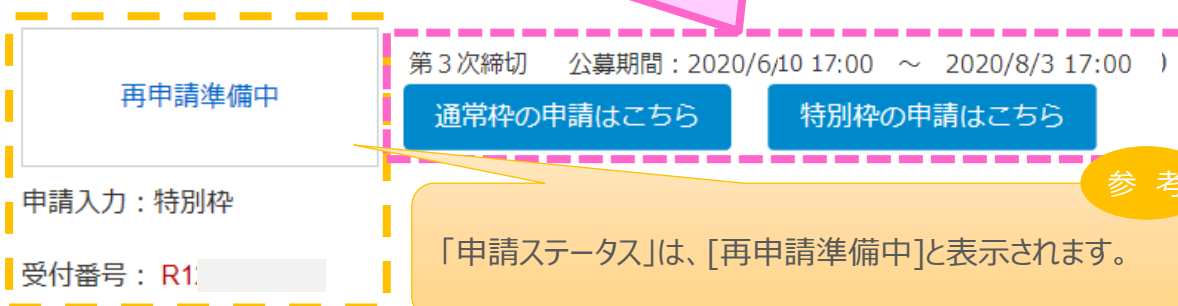 第３次締切　公募期間：2020/6/10 17:00　～　2020/8/3 17:00
再申請準備中
通常枠の申請はこちら　特別枠の申請はこちら
参 考
申請入力：特別枠
「申請ステータス」は、[再申請準備中]と表示されます。
受付番号： R1